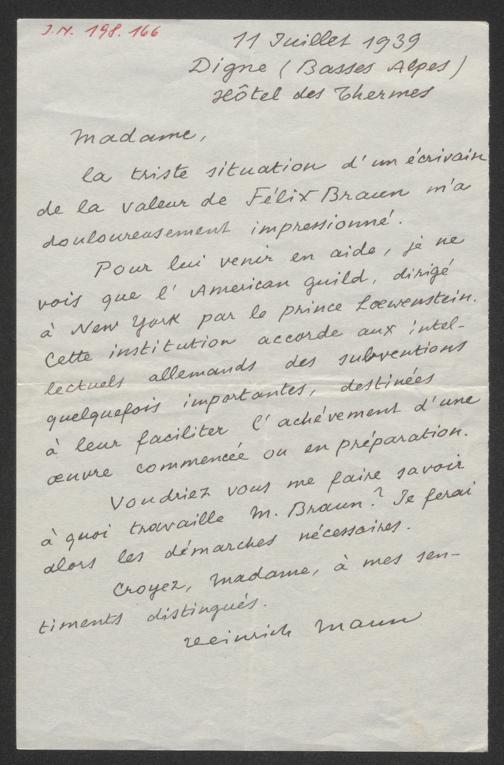 I.N. 198.166
11 Juillet 1939
Digne (Basses Alpes)
Hôtel des Thermes
Madame,
la triste situation d'un écrivain
de la valeur de Félix Braun m'a
douloureusement impressionné.
Pour lui venir en aide, je ne
vois que l'American guild, dirigé
à New York par le prince Loewenstein.
Cette institution accorde aux intel-
lectuels allemands des subventions
quelquefois importantes, destinées
à leur faciliter l'achévement d'une
œuvre commencée ou en préparation.
Voudriez vous me faire savoir
à quoi travaille M. Braun? Je ferai
alors les démarches nécessaires.
Croyez, Madame, à mes sen-
timents distingués.
Heinrich Mann